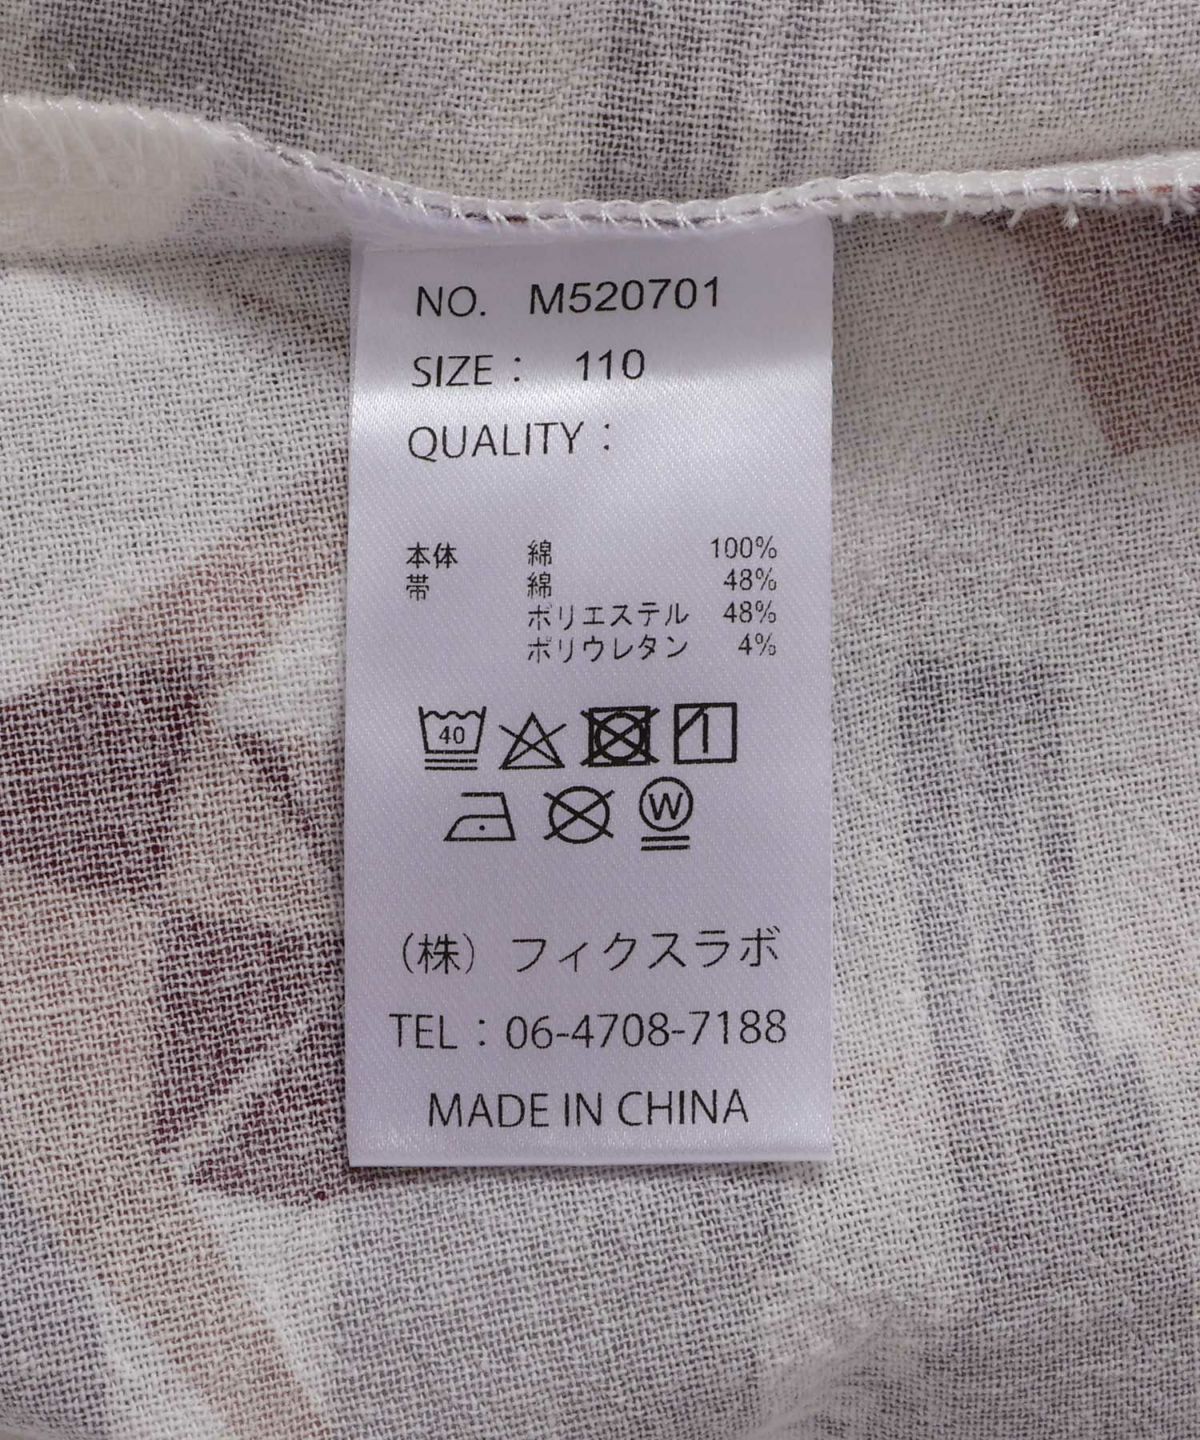 NO. M520701
SIZE： 110
QUALITY：
本体 綿 100%
帯 綿 48%
ポリエステル 48%
ポリウレタン 4%
40
W
（株）フィクスラボ
TEL：06-4708-7188
MADE IN CHINA